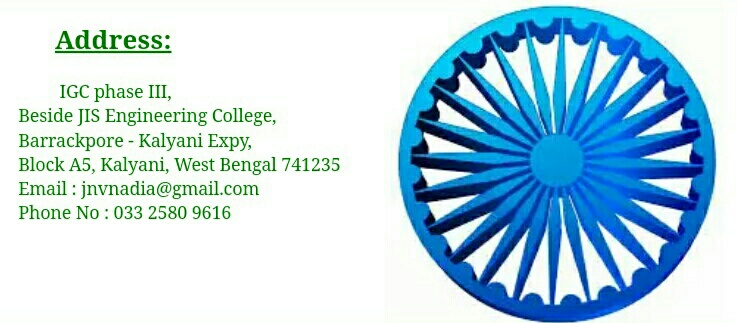 Address:
IGC phase III,
Beside JIS Engineering College,
Barrackpore - Kalyani Expy,
Block A5, Kalyani, West Bengal 741235
Email : jnvnadia@gmail.com
Phone No : 033 2580 9616